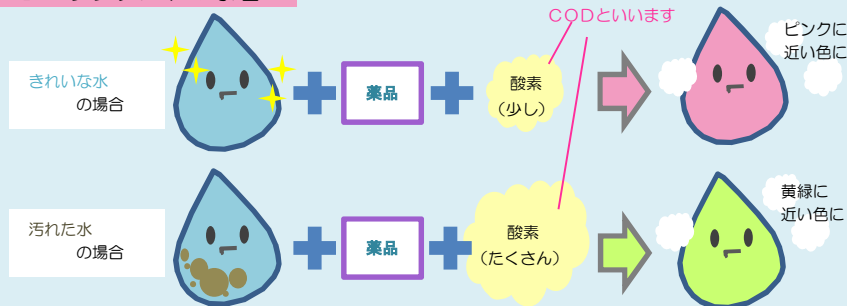 CODといいます
きれいな水
の場合
薬品
酸素
(少し)
ピンクに
近い色に
汚れた水
の場合
薬品
酸素
(たくさん)
黄緑に
近い色に